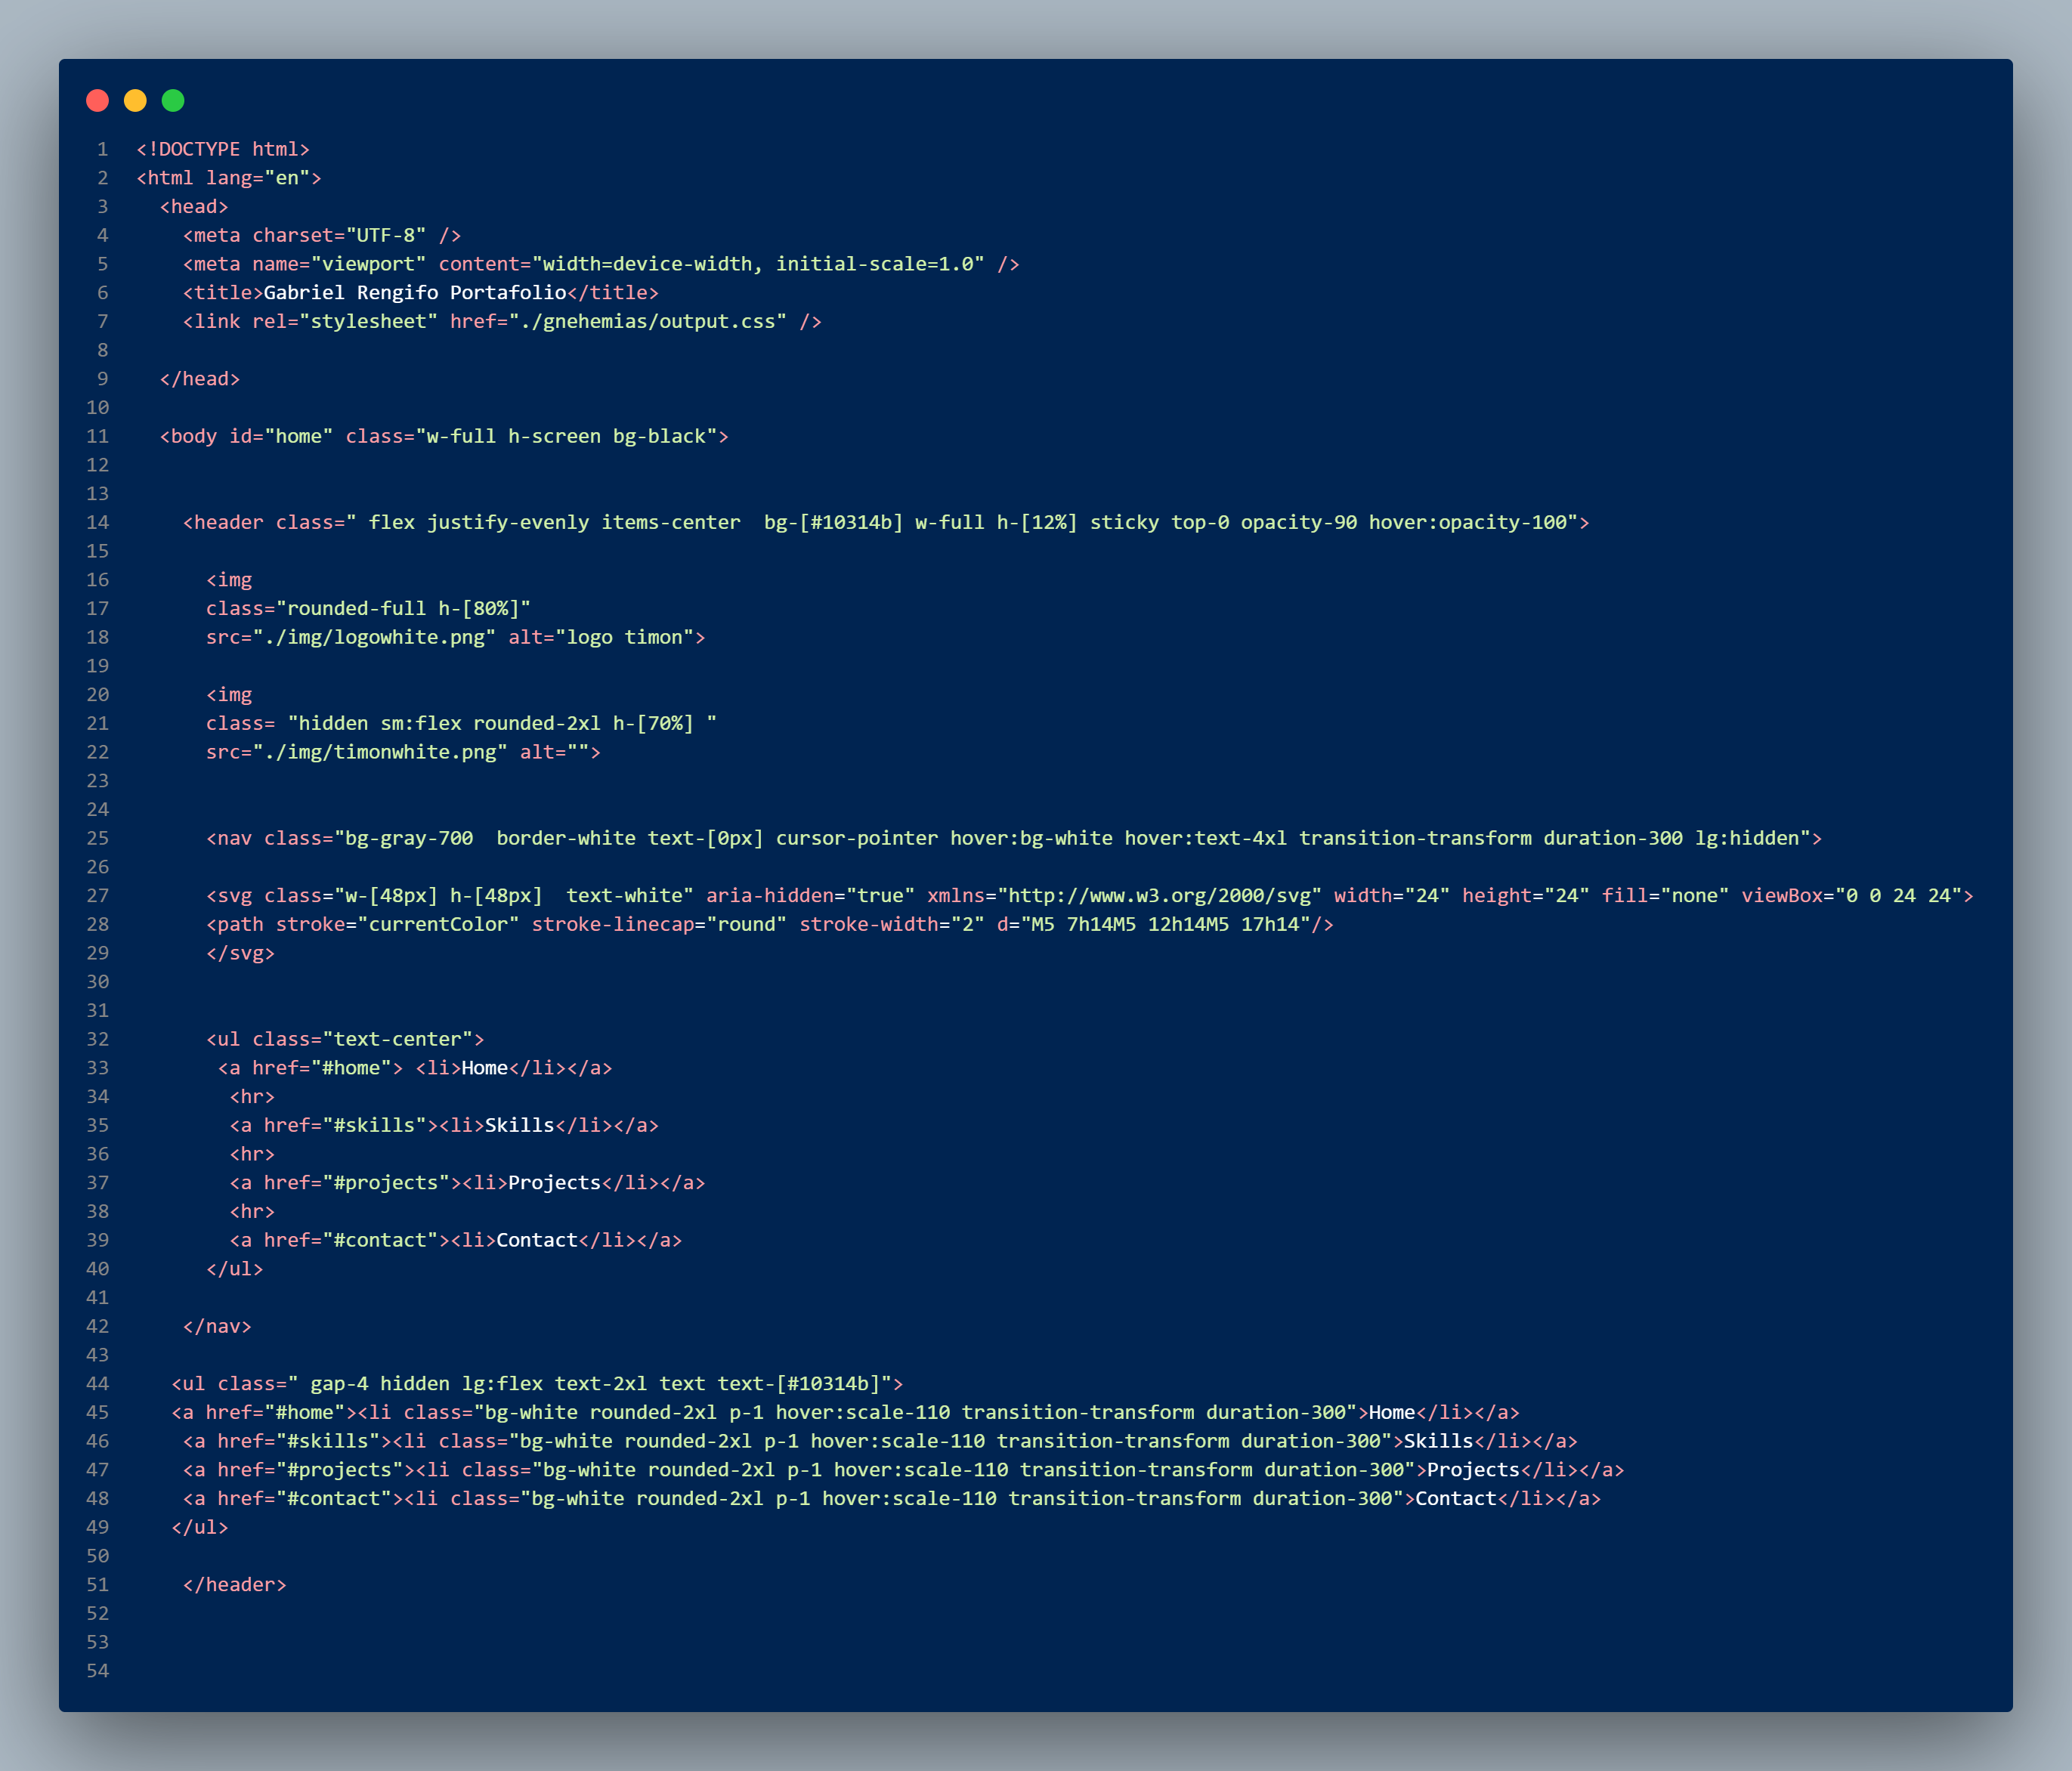 1 <!DOCTYPE html>
2 <html lang="en">
3   <head>
4     <meta charset="UTF-8" />
5     <meta name="viewport" content="width=device-width, initial-scale=1.0" />
6     <title>Gabriel Rengifo Portafolio</title>
7     <link rel="stylesheet" href="./gnehemias/output.css" />
8
9   </head>
10
11   <body id="home" class="w-full h-screen bg-black">
12
13
14     <header class=" flex justify-evenly items-center  bg-[#10314b] w-full h-[12%] sticky top-0 opacity-90 hover:opacity-100">
15
16       <img
17       class="rounded-full h-[80%]"
18       src="./img/logowhite.png" alt="logo timon">
19
20       <img
21       class= "hidden sm:flex rounded-2xl h-[70%] "
22       src="./img/timonwhite.png" alt="">
23
24
25       <nav class="bg-gray-700  border-white text-[0px] cursor-pointer hover:bg-white hover:text-4xl transition-transform duration-300 lg:hidden">
26
27       <svg class="w-[48px] h-[48px]  text-white" aria-hidden="true" xmlns="http://www.w3.org/2000/svg" width="24" height="24" fill="none" viewBox="0 0 24 24">
28       <path stroke="currentColor" stroke-linecap="round" stroke-width="2" d="M5 7h14M5 12h14M5 17h14"/>
29       </svg>
30
31
32       <ul class="text-center">
33        <a href="#home"> <li>Home</li></a>
34         <hr>
35         <a href="#skills"><li>Skills</li></a>
36         <hr>
37         <a href="#projects"><li>Projects</li></a>
38         <hr>
39         <a href="#contact"><li>Contact</li></a>
40       </ul>
41
42     </nav>
43
44    <ul class=" gap-4 hidden lg:flex text-2xl text text-[#10314b]">
45    <a href="#home"><li class="bg-white rounded-2xl p-1 hover:scale-110 transition-transform duration-300">Home</li></a>
46     <a href="#skills"><li class="bg-white rounded-2xl p-1 hover:scale-110 transition-transform duration-300">Skills</li></a>
47     <a href="#projects"><li class="bg-white rounded-2xl p-1 hover:scale-110 transition-transform duration-300">Projects</li></a>
48     <a href="#contact"><li class="bg-white rounded-2xl p-1 hover:scale-110 transition-transform duration-300">Contact</li></a>
49    </ul>
50
51     </header>
52
53
54